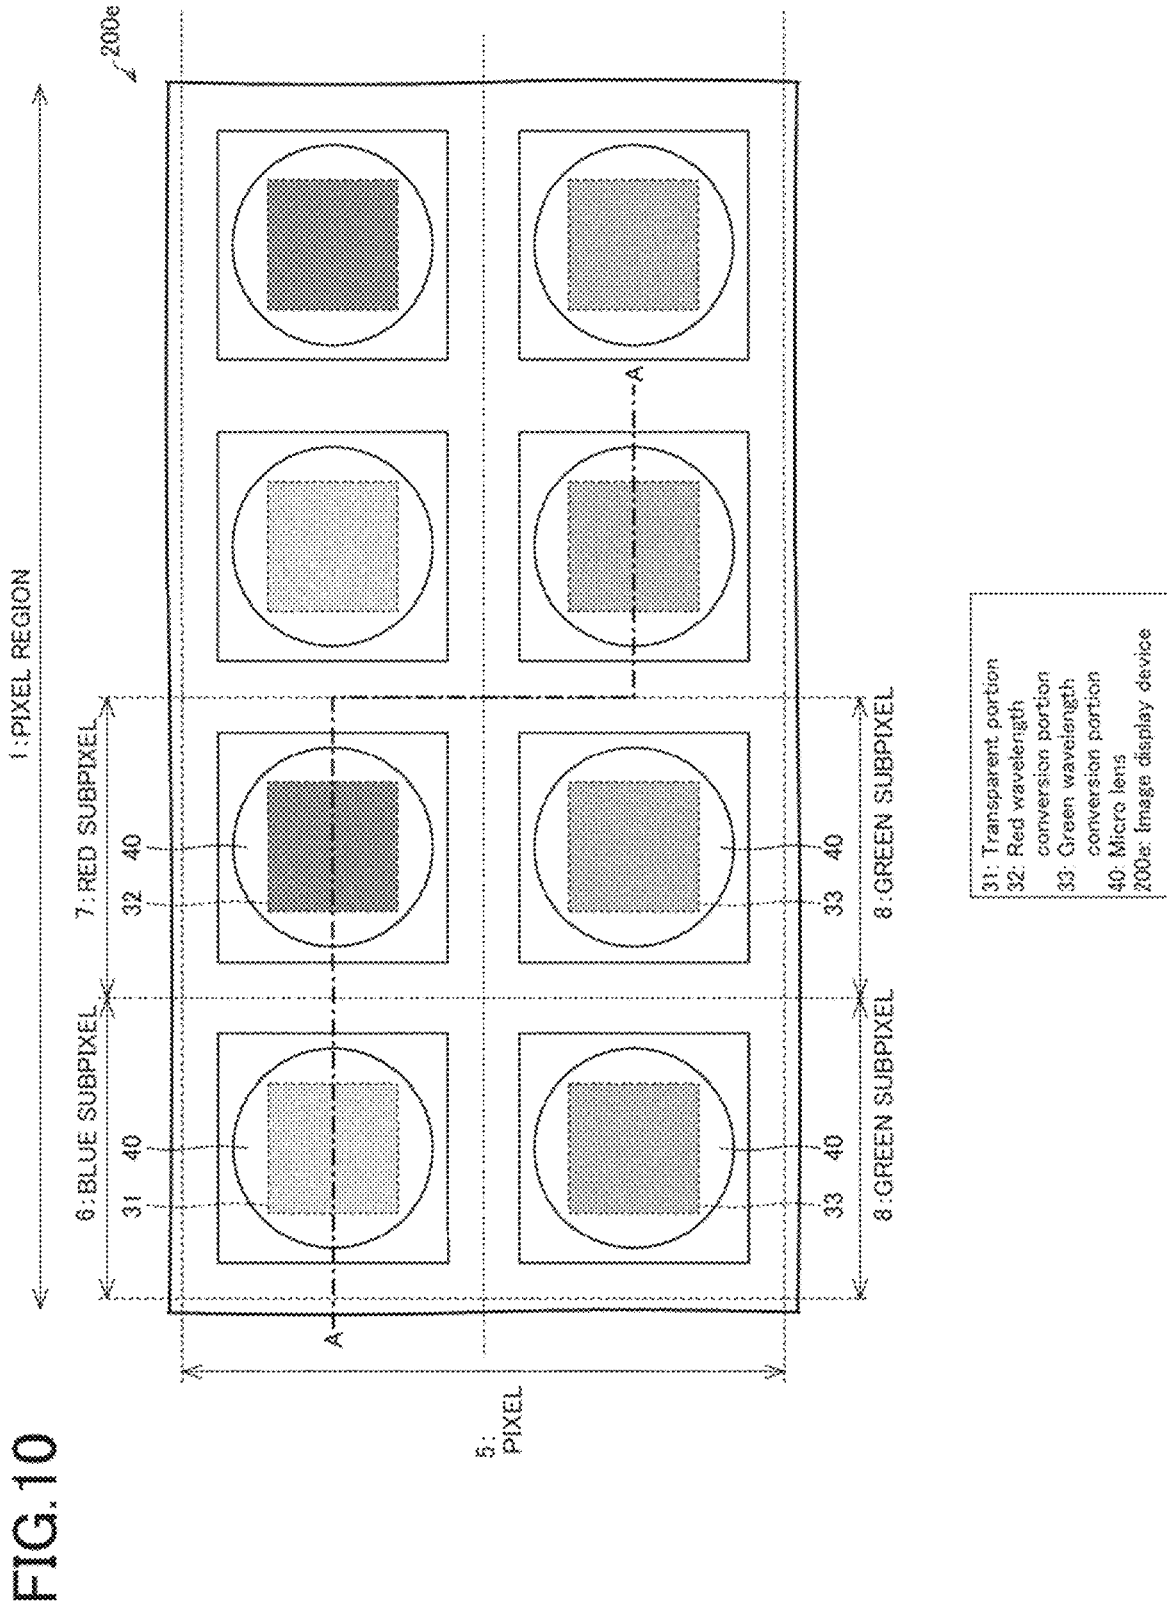 FIG.10
1:PIXEL REGION
200e
6:BLUE SUBPIXEL
7:RED SUBPIXEL
31
40
32
40
A
A
5:
PIXEL
33
40
33
40
8:GREEN SUBPIXEL
8:GREEN SUBPIXEL
31: Transparent portion
32: Red wavelength
conversion portion
33: Green wavelength
conversion portion
40: Micro lens
200e: Image display device